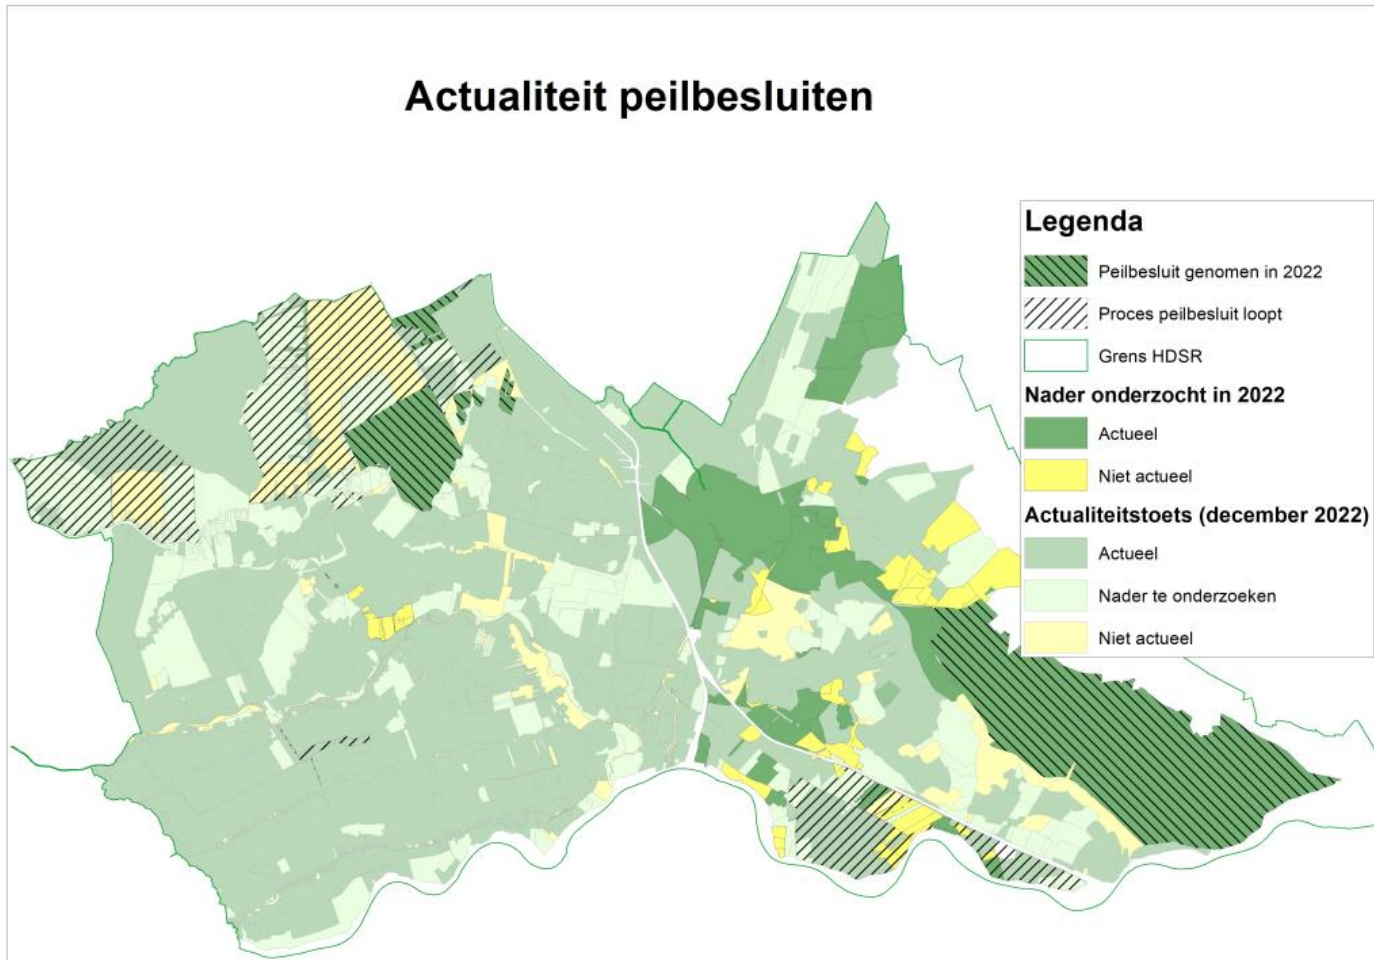 Actualiteit peilbesluiten
Legenda
Peilbesluit genomen in 2022
Proces peilbesluit loopt
Grens HDSR
Nader onderzocht in 2022
Actueel
Niet actueel
Actualiteitstoets (december 2022)
Actueel
Nader te onderzoeken
Niet actueel